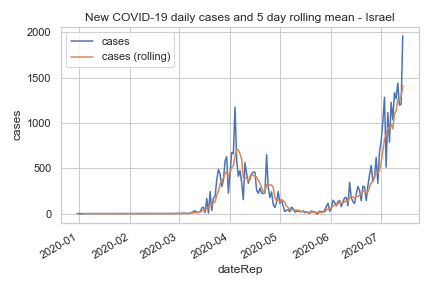 New COVID-19 daily cases and 5 day rolling mean - Israel
cases
cases (rolling)
2000
1500
1000
500
0
cases
2020-01
2020-02
2020-03
2020-04
2020-05
2020-06
2020-07
dateRep